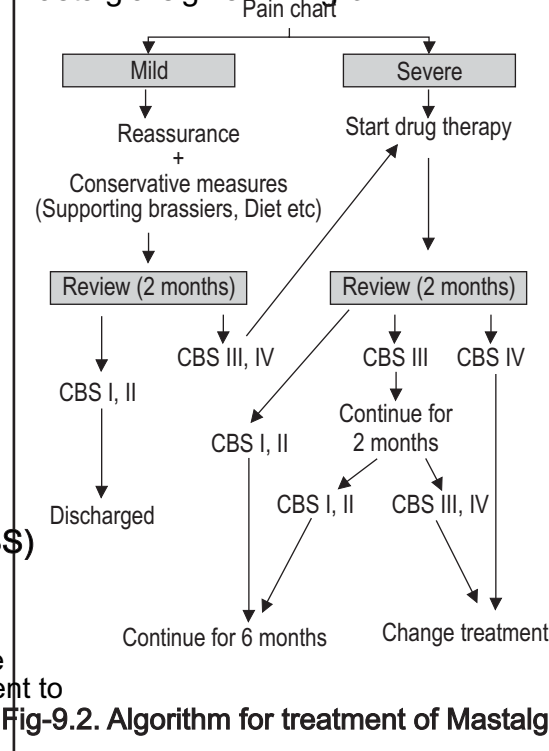 Pain chart
Mild
Severe
Reassurance
+
Conservative measures
(Supporting brassiers, Diet etc)
Start drug therapy
Review (2 months)
Review (2 months)
CBS I, II
CBS III, IV
CBS III
CBS IV
Continue for
2 months
CBS I, II
CBS I, II
CBS III, IV
Discharged
S)
Continue for 6 months
Change treatment
e
ent to
Fig-9.2. Algorithm for treatment of Mastalg